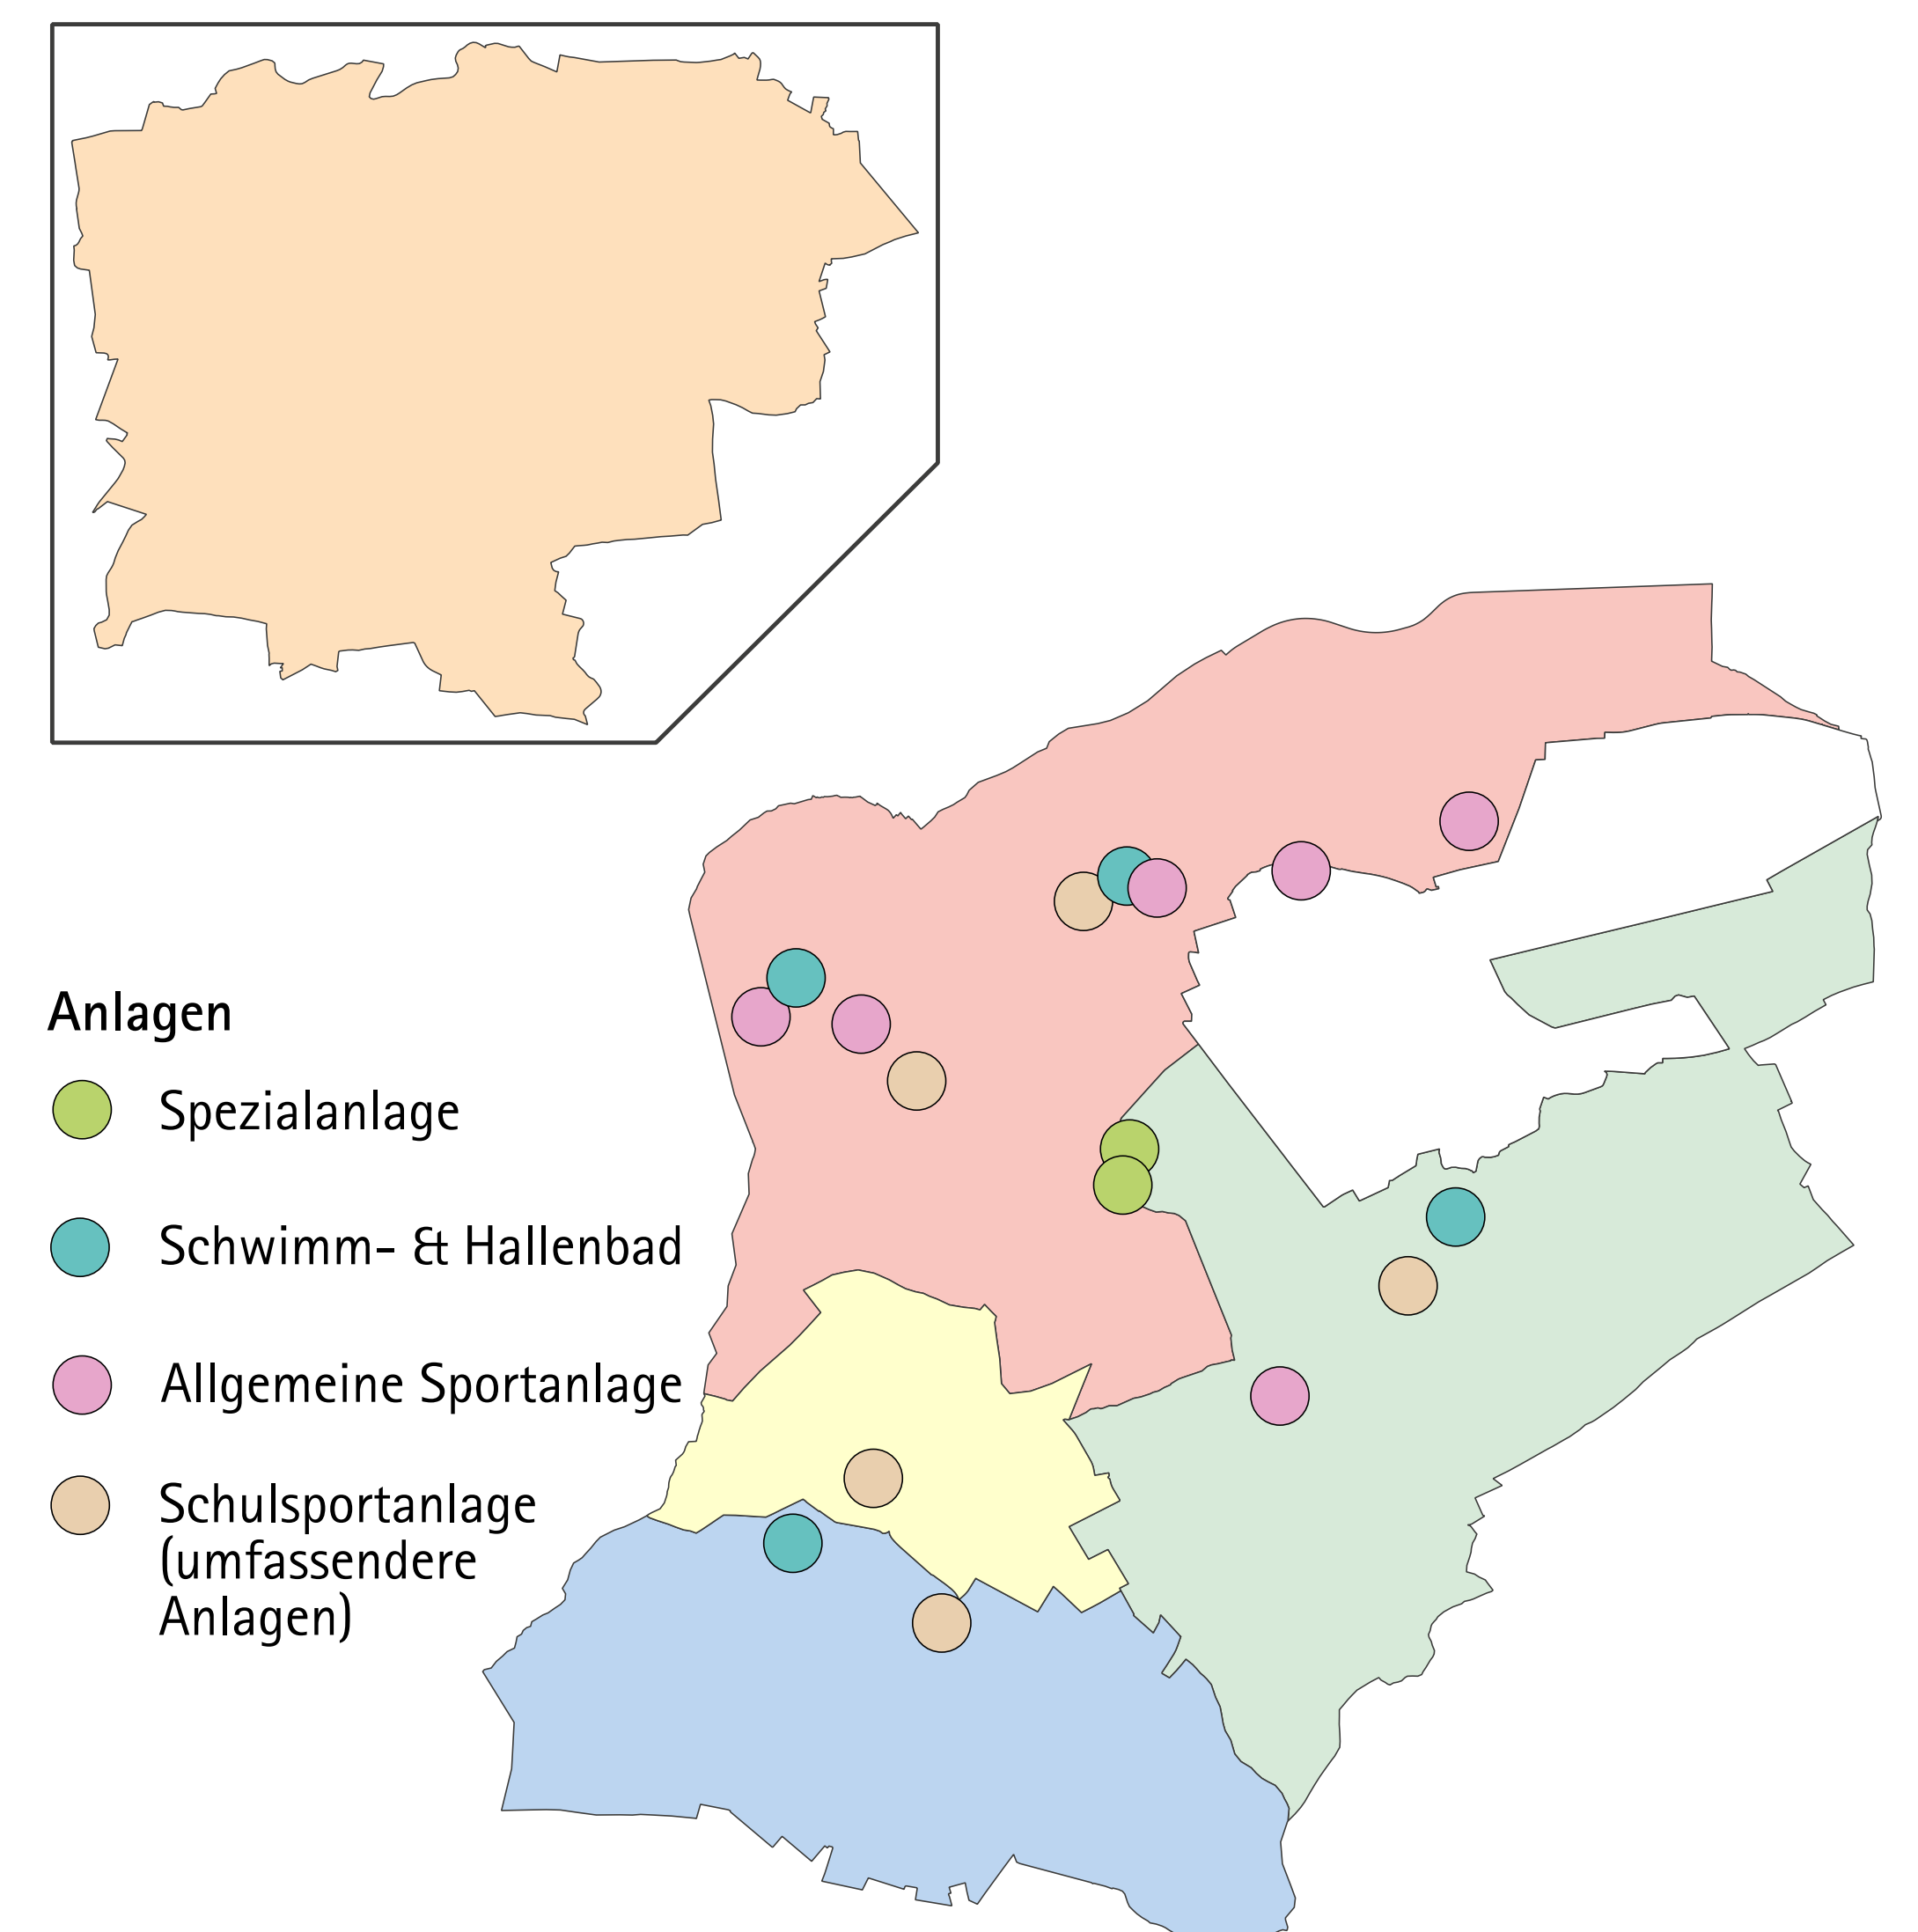 Anlagen
Spezialanlage
Schwimm- & Hallenbad
Allgemeine Sportanlage
Schulsportanlage
(umfassendere
Anlagen)